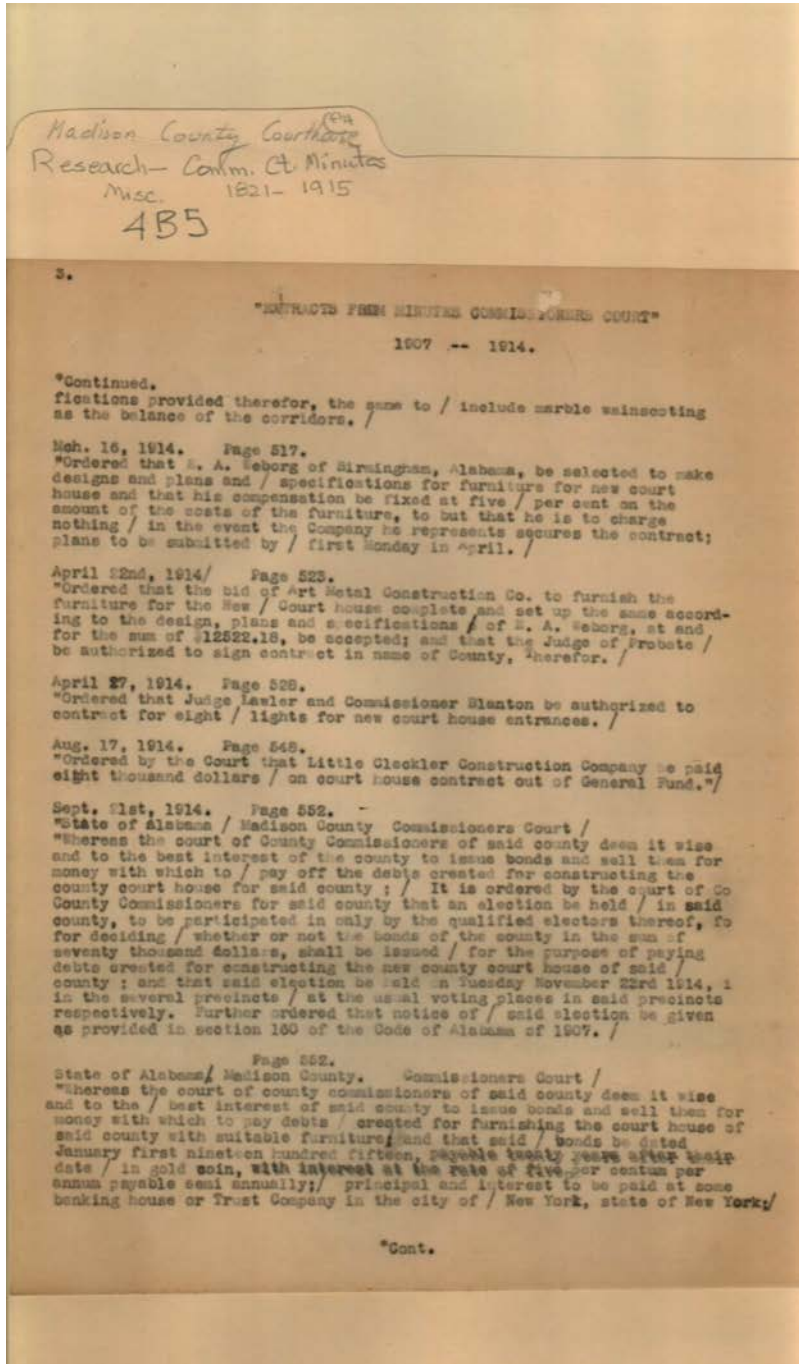 Madison County Courthouse
Research— Comm. Ct. Minutes
Misc. 1821- 1915
4B5
3.
"EXTRACTS FROM MINUTES COMMISSIONERS COURT"
1907 -- 1914.
*Continued.
fications provided therefor, the same to / include marble wainscoting
as the balance of the corridors. /
Mch. 16, 1914. Page 517.
"Ordered that E. A. Weborg of Birmingham, Alabama, be selected to make
designs and plans and / specifications for furniture for new court
house and that his compensation be fixed at five / per cent on the
amount of the costs of the furniture, to but that he is to charge
nothing / in the event the Company he represents secures the contract;
plans to be submitted by / first Monday in April. /
April 22nd, 1914/ Page 523.
"Ordered that the bid of Art Metal Construction Co. to furnish the
furniture for the New / Court house complete and set up the same accord-
ing to the design, plans and specifications / of E. A. Weborg, at and
for the sum of $12522.18, be accepted; and that the Judge of Probate /
be authorized to sign contract in name of County, Therefor. /
April 27, 1914. Page 528.
"Ordered that Judge Lawler and Commissioner Blanton be authorized to
contract for eight / lights for new court house entrances. /
Aug. 17, 1914. Page 548.
"Ordered by the Court that Little Cleckler Construction Company be paid
eight thousand dollars / on court house contract out of General Fund."/
Sept. 21st, 1914. Page 552. -
"State of Alabama / Madison County Commissioners Court /
"Whereas the court of County Commissioners of said county deem it wise
and to the best interest of the county to issue bonds and sell them for
money with which to / pay off the debts created for constructing the
county court house for said county ; / It is ordered by the court of Co
County Commissioners for said county that an election be held / in said
county, to be participated in only by the qualified electors thereof, fo
for deciding / whether or not the bonds of the county in the sum of
seventy thousand dollars, shall be issued / for the purpose of paying
debts created for constructing the new county court house of said /
county ; and that said election be held on Tuesday November 22rd 1914, i
in the several precincts / at the usual voting places in said precincts
respectively. Further ordered that notice of / said election be given
as provided in section 160 of the Code of Alabama of 1907. /
Page 552.
State of Alabama/ Madison County. Commissioners Court /
"Whereas the court of county commissioners of said county deem it wise
and to the / best interest of said county to issue bonds and sell them for
money with which to pay debts / created for furnishing the court house of
said county with suitable furniture; and that said / bonds be dated
January first nineteen hundred fifteen, payable twenty years after their
date / in gold coin, with interest at the rate of five per centum per
annum payable semi annually;/ principal and interest to be paid at some
banking house or Trust Company in the city of / New York, state of New York;/
*Cont.